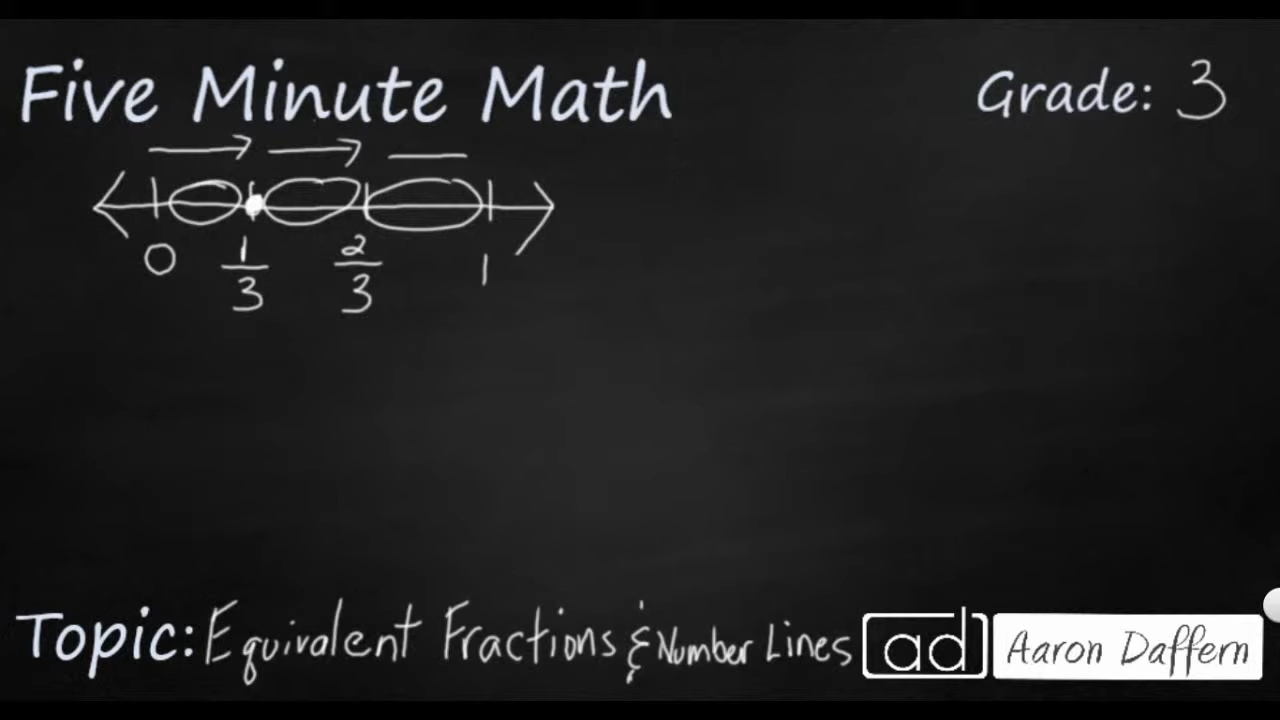 Five Minute Math
Grade: 3
0 1/3 2/3 1
Topic: Equivalent Fractions & Number Lines
ad Aaron Daffern